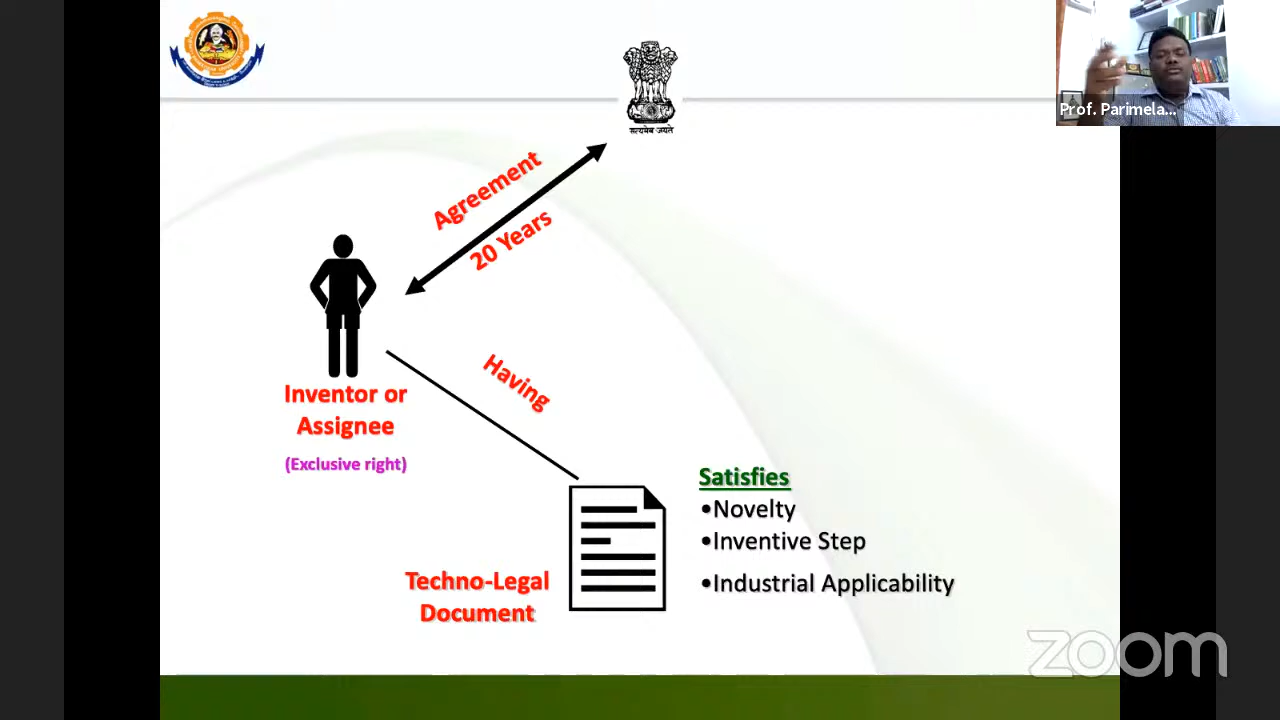 Prof. Parimela...
सत्यमेव जयते
Agreement
20 Years
Having
Inventor or
Assignee
(Exclusive right)
Satisfies
•Novelty
•Inventive Step
•Industrial Applicability
Techno-Legal
Document
zoom